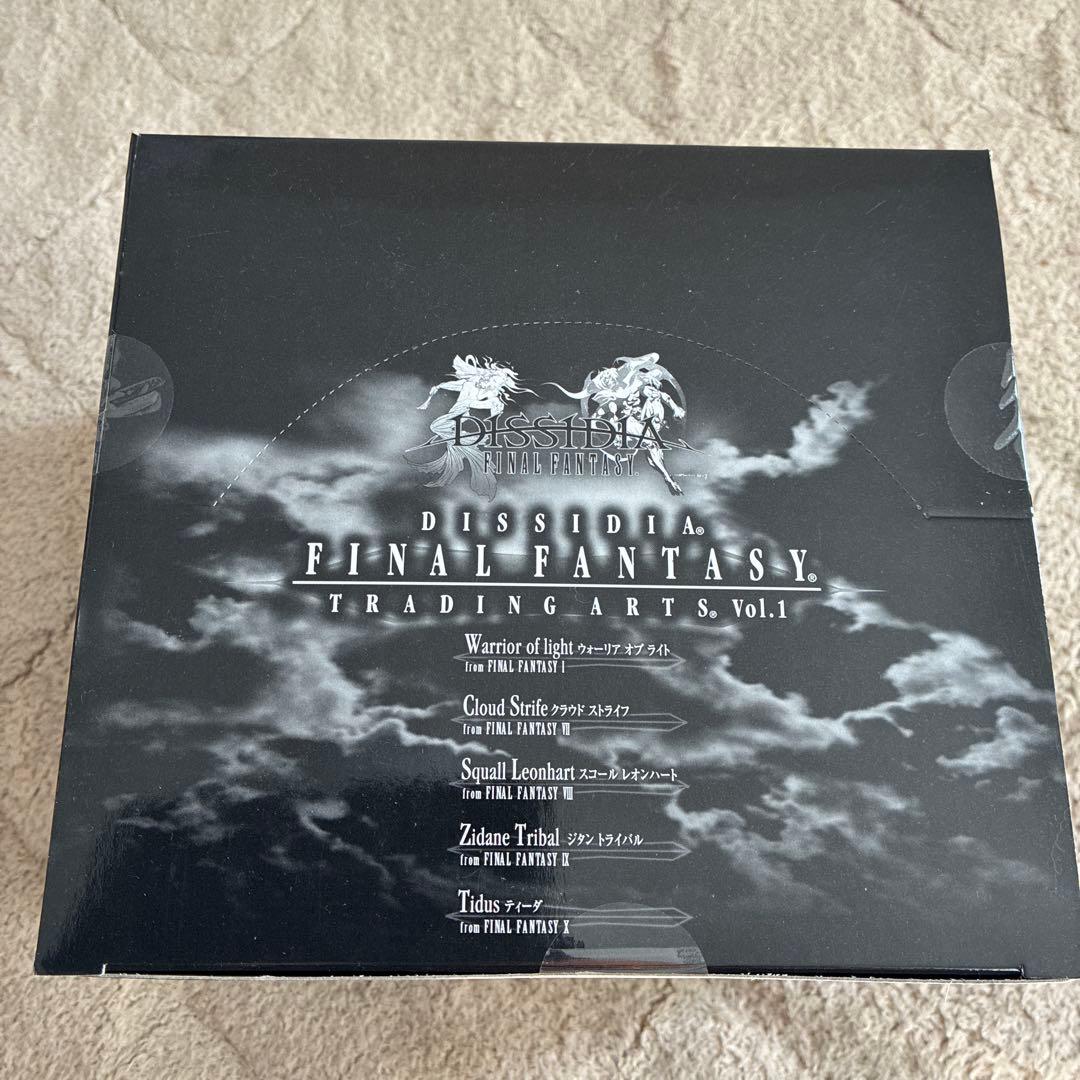 DISSIDIA
FINAL FANTASY
DISSIDIA®
FINAL FANTASY®
TRADING ARTS® Vol.1
Warrior of light ウォーリア オブ ライト
from FINAL FANTASY I
Cloud Strife クラウド ストライフ
from FINAL FANTASY VII
Squall Leonhart スコール レオンハート
from FINAL FANTASY VIII
Zidane Tribal ジタン トライバル
from FINAL FANTASY IX
Tidus ティーダ
from FINAL FANTASY X